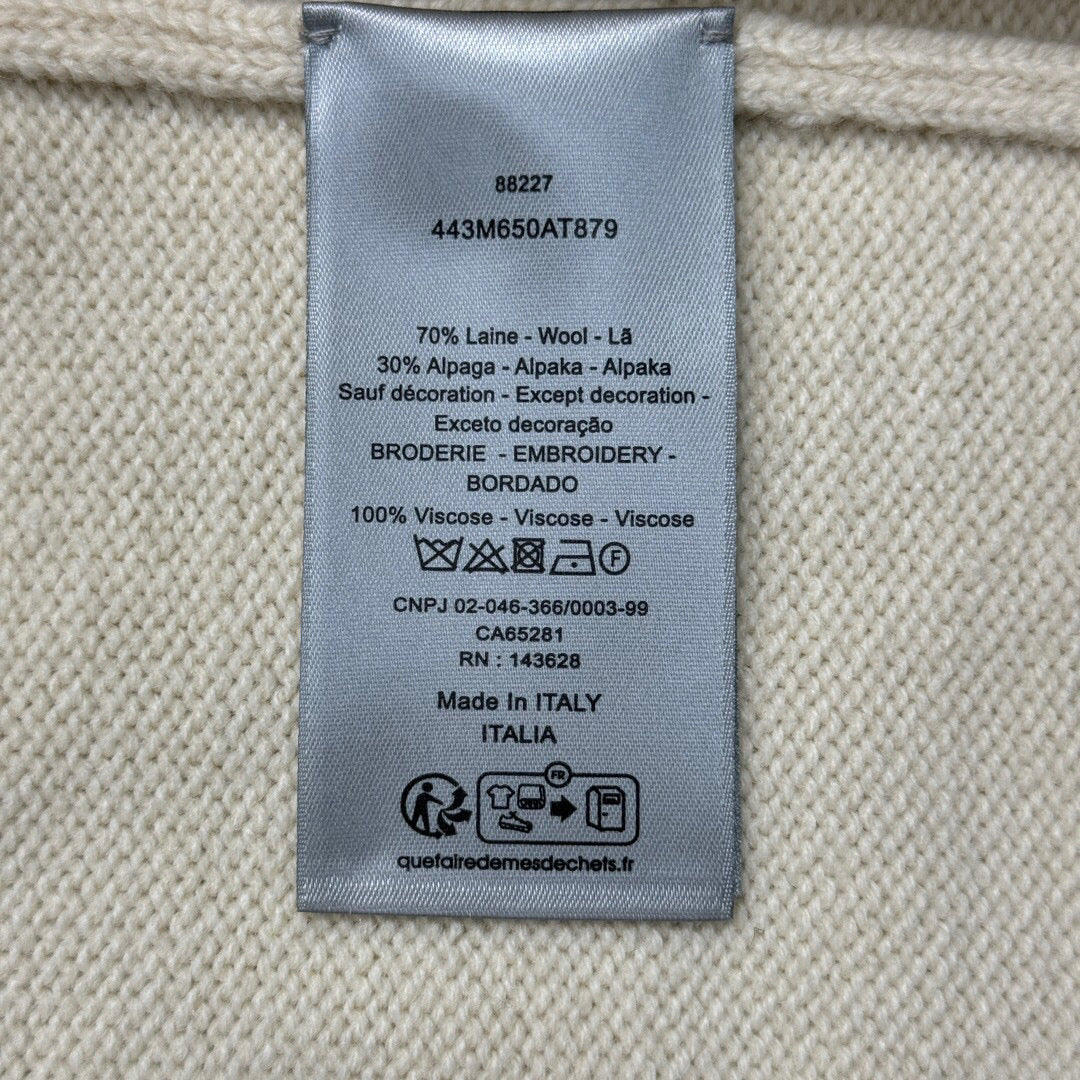 88227
443M650AT879
70% Laine - Wool - Lã
30% Alpaga - Alpaka - Alpaka
Sauf décoration - Except decoration -
Exceto decoração
BRODERIE - EMBROIDERY -
BORDADO
100% Viscose - Viscose - Viscose
F
CNPJ 02-046-366/0003-99
CA65281
RN : 143628
Made In ITALY
ITALIA
FR
quefairedemesdechets.fr